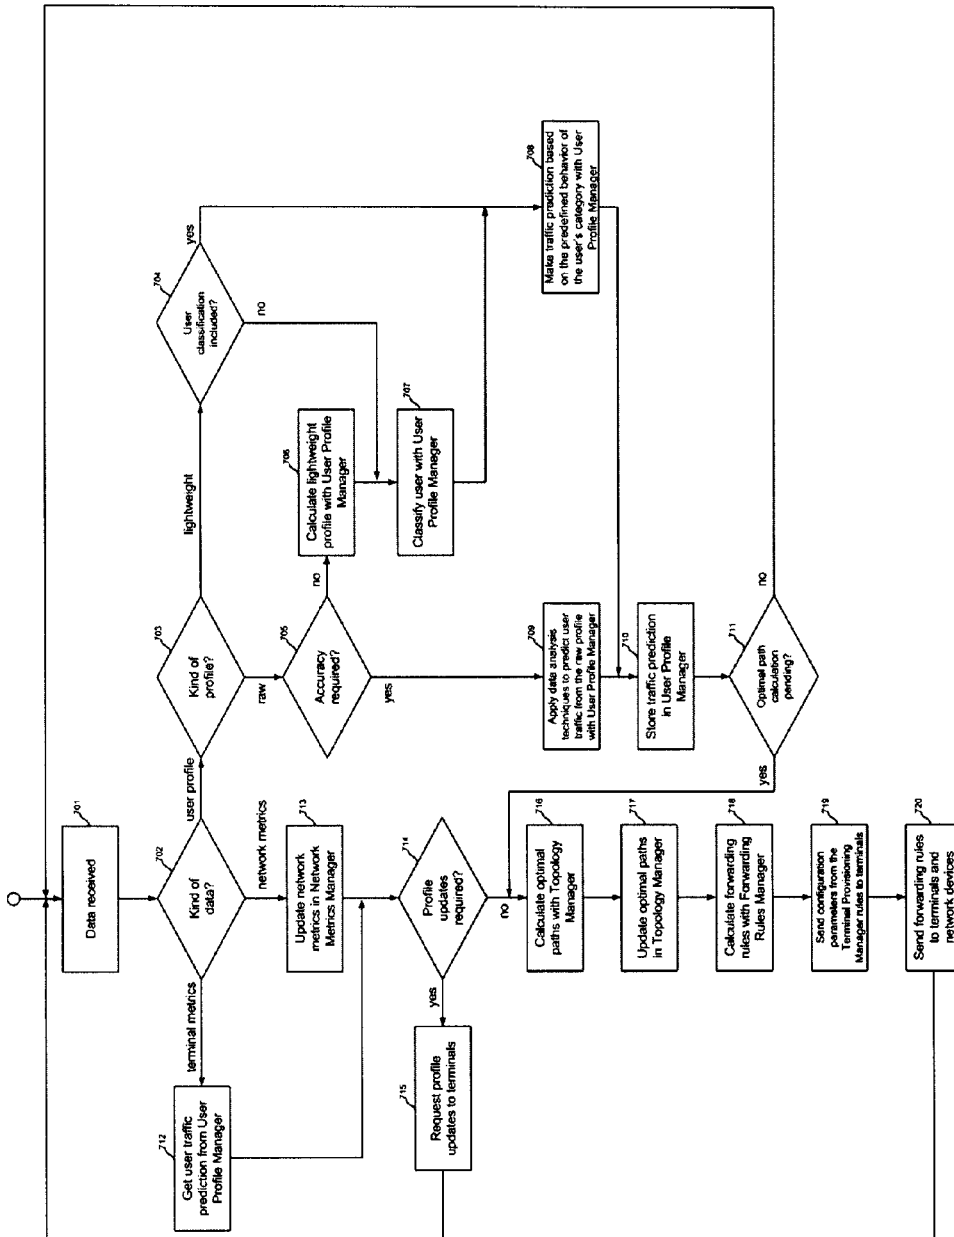 701
Data received
702
Kind of
data?
user profile
network metrics
terminal metrics
703
Kind of
profile?
lightweight
raw
704
User
classification
included?
yes
no
705
Accuracy
required?
no
yes
706
Calculate lightweight
profile with User Profile
Manager
707
Classify user with User
Profile Manager
708
Make traffic prediction based
on the predefined behavior of
the user's category with User
Profile Manager
709
Apply data analysis
techniques to predict user
traffic from the raw profile
with User Profile Manager
710
Store traffic prediction
in User Profile
Manager
711
Optimal path
calculation
pending?
no
yes
712
Get user traffic
prediction from User
Profile Manager
713
Update network
metrics in Network
Metrics Manager
714
Profile
updates
required?
yes
no
715
Request profile
updates to terminals
716
Calculate optimal
paths with Topology
Manager
717
Update optimal paths
in Topology Manager
718
Calculate forwarding
rules with Forwarding
Rules Manager
719
Send configuration
parameters from the
Terminal Provisioning
Manager rules to terminals
720
Send forwarding rules
to terminals and
network devices